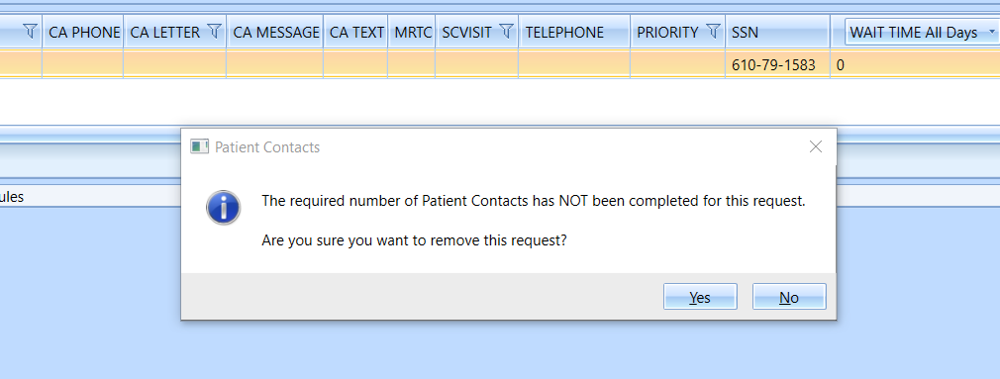 CA PHONE CA LETTER CA MESSAGE CA TEXT MRTC SCVISIT TELEPHONE PRIORITY SSN WAIT TIME All Days
610-79-1583 0
Patient Contacts
ules
The required number of Patient Contacts has NOT been completed for this request.
Are you sure you want to remove this request?
Yes No